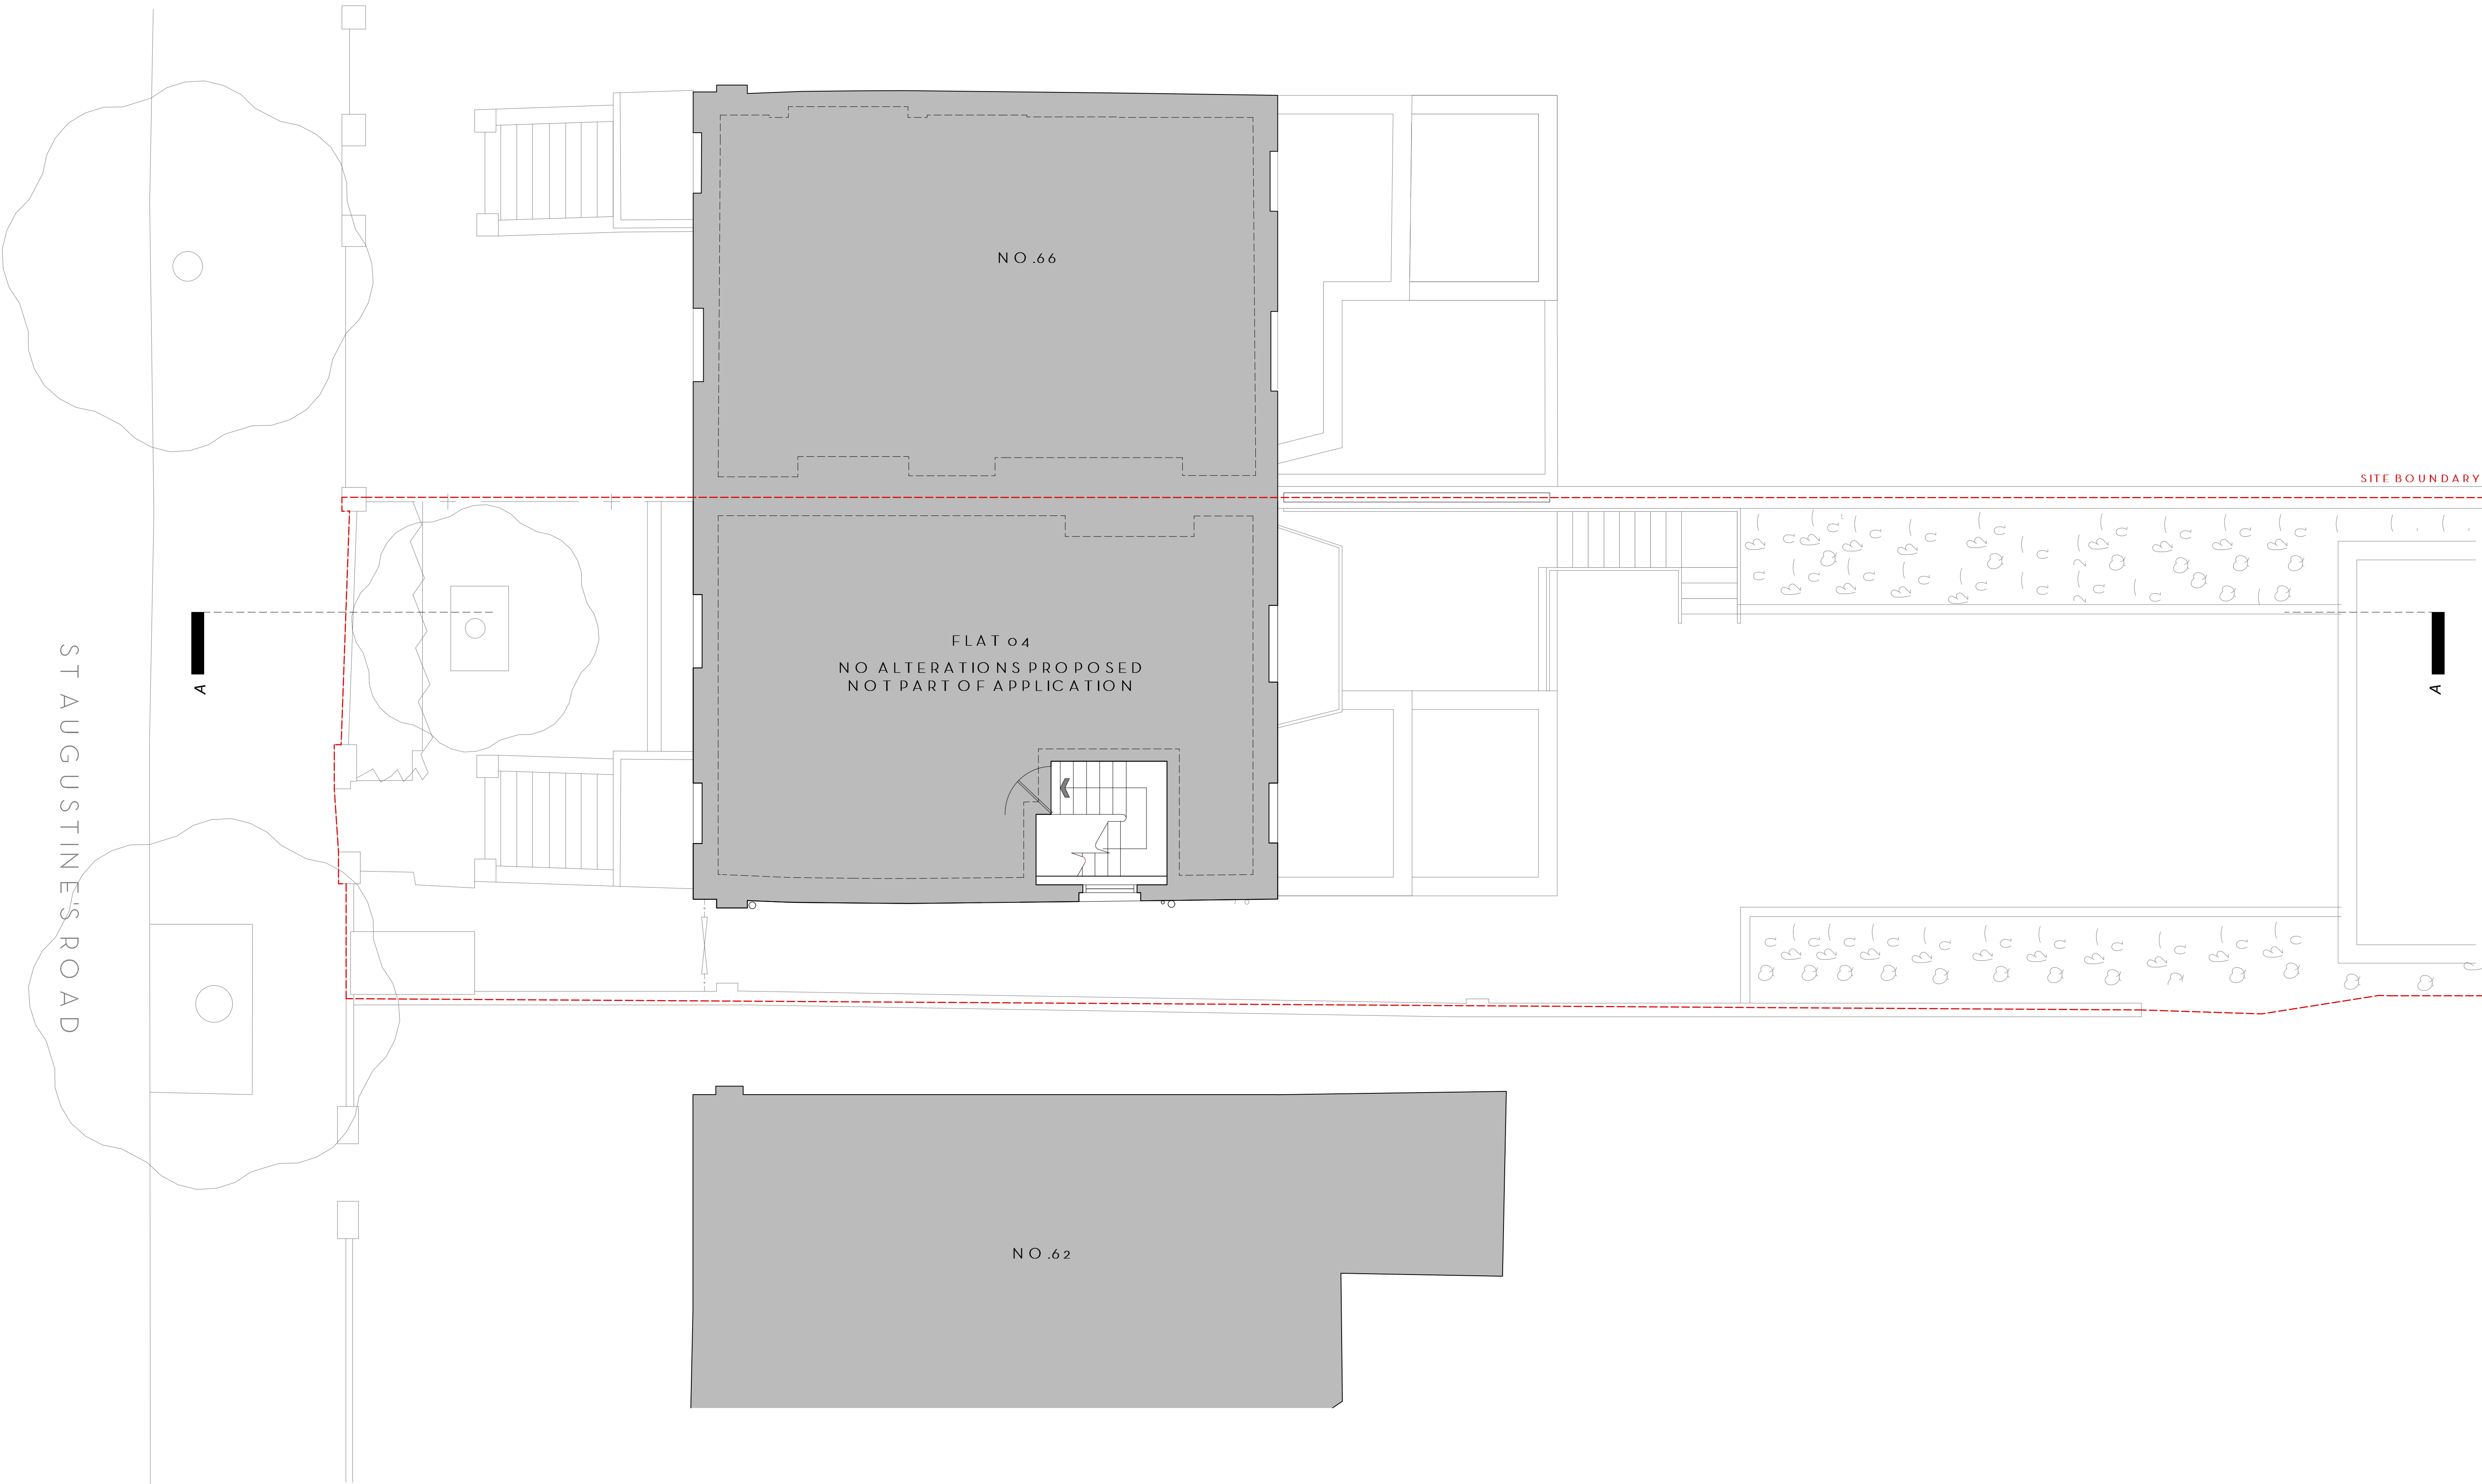 NO.66
SITE BOUNDARY
FLAT 04
NO ALTERATIONS PROPOSED
NOT PART OF APPLICATION
A
A
ST AUGUSTINE'S ROAD
NO.62